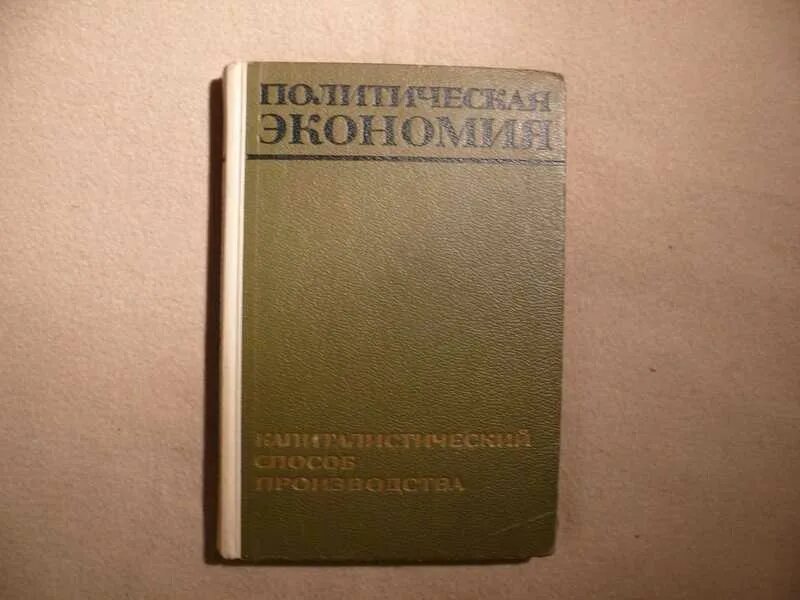 ПОЛИТИЧЕСКАЯ
ЭКОНОМИЯ
КАПИТАЛИСТИЧЕСКИЙ
СПОСОБ
ПРОИЗВОДСТВА